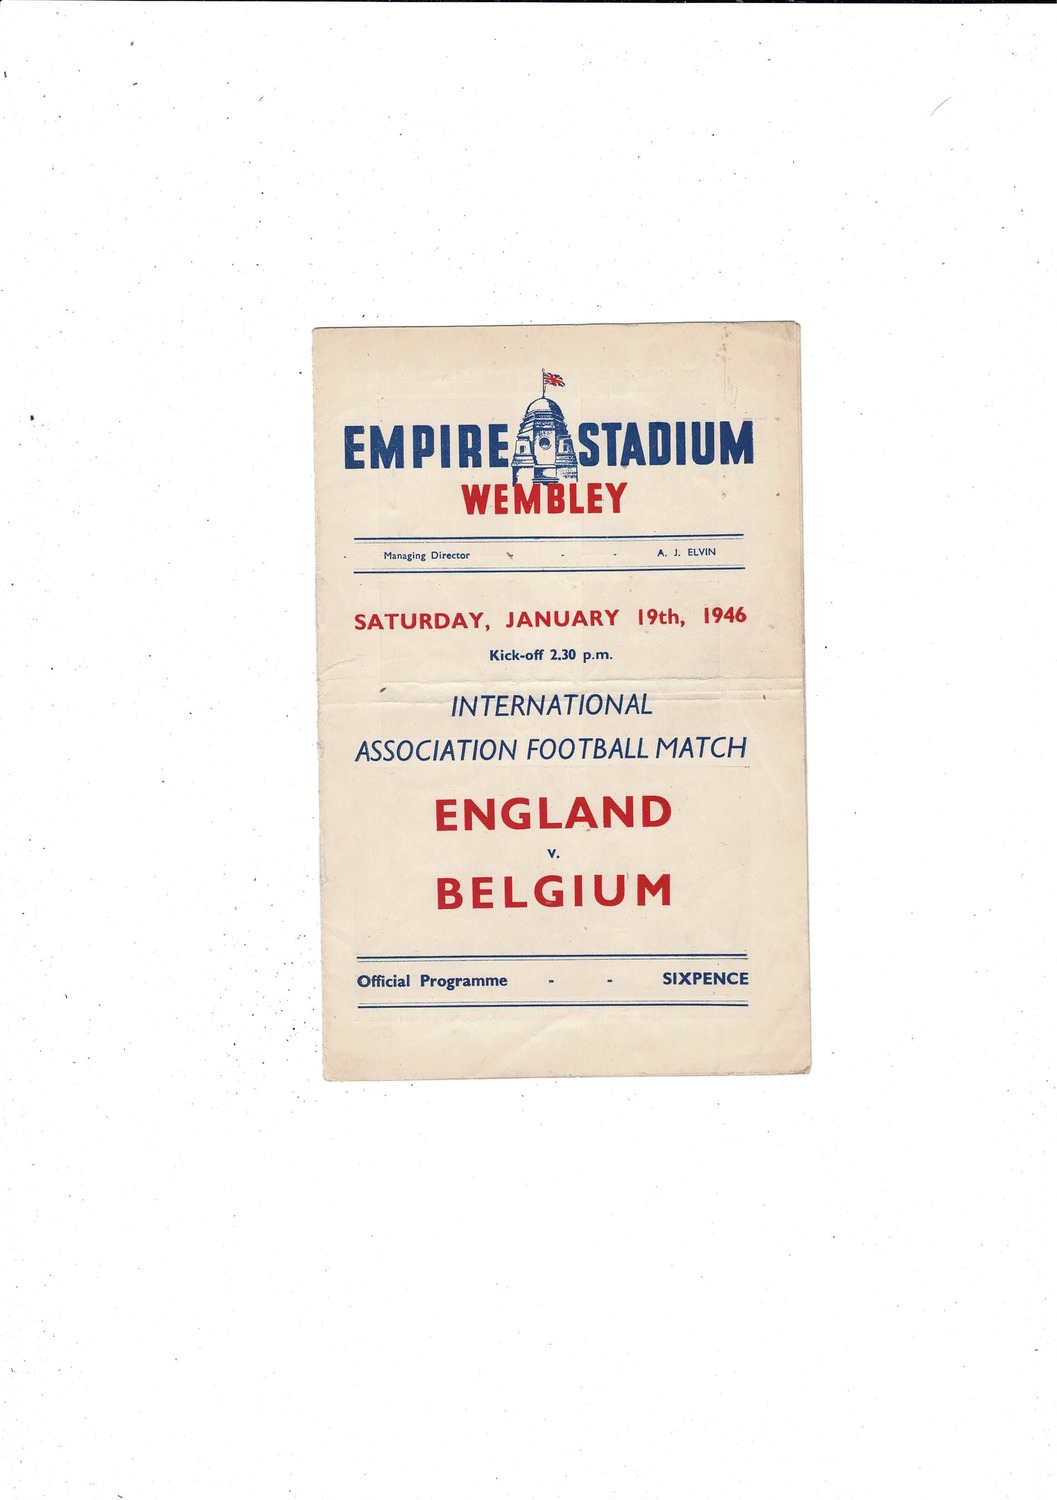 EMPIRE STADIUM
WEMBLEY
Managing Director - - - A. J. ELVIN
SATURDAY, JANUARY 19th, 1946
Kick-off 2.30 p.m.
INTERNATIONAL
ASSOCIATION FOOTBALL MATCH
ENGLAND
v.
BELGIUM
Official Programme - - SIXPENCE